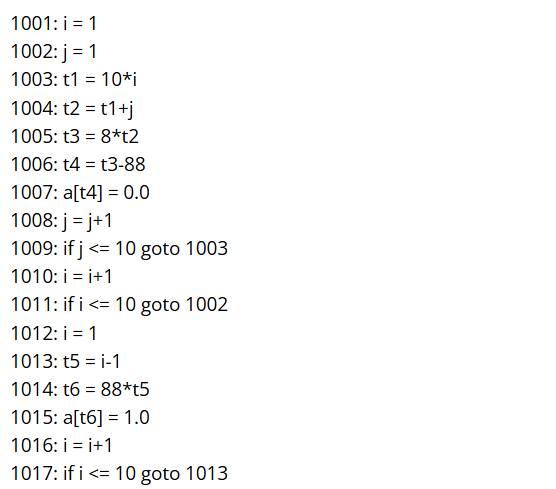 1001: i = 1
1002: j = 1
1003: t1 = 10*i
1004: t2 = t1+j
1005: t3 = 8*t2
1006: t4 = t3-88
1007: a[t4] = 0.0
1008: j = j+1
1009: if j <= 10 goto 1003
1010: i = i+1
1011: if i <= 10 goto 1002
1012: i = 1
1013: t5 = i-1
1014: t6 = 88*t5
1015: a[t6] = 1.0
1016: i = i+1
1017: if i <= 10 goto 1013